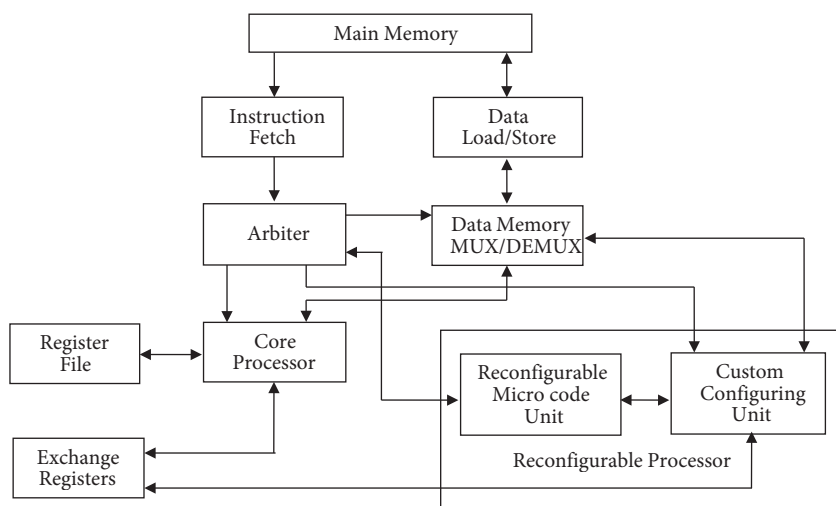 Main Memory
Instruction
Fetch
Data
Load/Store
Arbiter
Data Memory
MUX/DEMUX
Register
File
Core
Processor
Reconfigurable
Micro code
Unit
Custom
Configuring
Unit
Exchange
Registers
Reconfigurable Processor